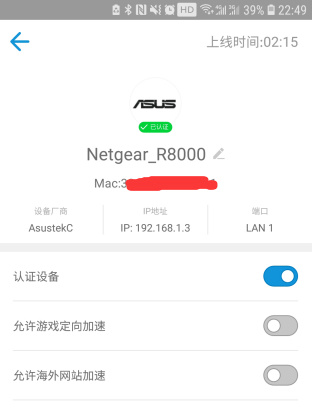 HD 39% 22:49
上线时间:02:15
ASUS
已认证
Netgear_R8000
Mac:3
设备厂商 IP地址 端口
AsustekC IP: 192.168.1.3 LAN 1
认证设备
允许游戏定向加速
允许海外网站加速